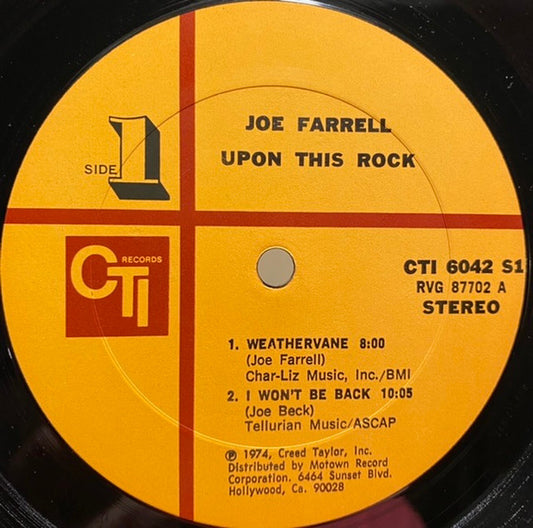 JOE FARRELL
UPON THIS ROCK
SIDE 1
CTI RECORDS
CTI 6042 S1
RVG 87702 A
STEREO
1. WEATHERVANE 8:00
(Joe Farrell)
Char-Liz Music, Inc./BMI
2. I WON'T BE BACK 10:05
(Joe Beck)
Tellurian Music/ASCAP
℗ 1974, Creed Taylor, Inc.
Distributed by Motown Record
Corporation. 6464 Sunset Blvd.
Hollywood, Ca. 90028